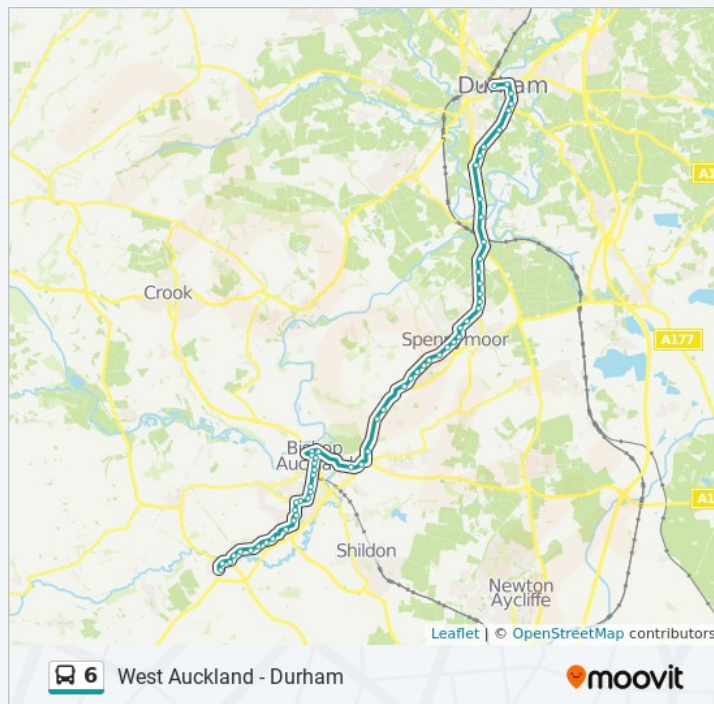 Durham
A1
Crook
Spennymoor
A177
Bishop
Auckland
A1
Shildon
Newton
Aycliffe
Leaflet | © OpenStreetMap contributors
6 West Auckland - Durham
moovit